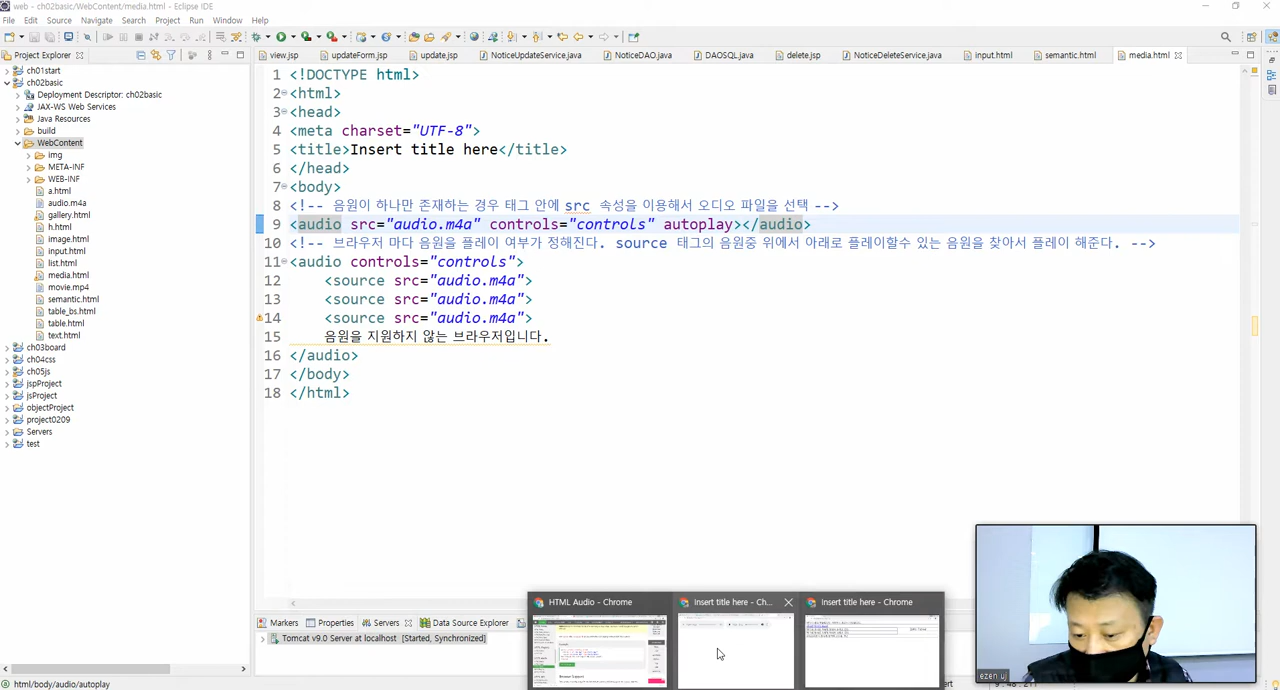 web - ch02basic/WebContent/media.html - Eclipse IDE
File Edit Source Navigate Search Project Run Window Help
Project Explorer
view.jsp updateForm.jsp update.jsp NoticeUpdateService.java NoticeDAO.java DAOSQL.java delete.jsp NoticeDeleteService.java input.html semantic.html media.html
ch01start
ch02basic
Deployment Descriptor: ch02basic
JAX-WS Web Services
Java Resources
build
WebContent
img
META-INF
WEB-INF
a.html
audio.m4a
gallery.html
h.html
image.html
input.html
list.html
media.html
movie.mp4
semantic.html
table_bs.html
table.html
text.html
ch03board
ch04css
ch05js
jspProject
jsProject
objectProject
project0209
Servers
test
1 <!DOCTYPE html>
2 <html>
3 <head>
4 <meta charset="UTF-8">
5 <title>Insert title here</title>
6 </head>
7 <body>
8 <!-- 음원이 하나만 존재하는 경우 태그 안에 src 속성을 이용해서 오디오 파일을 선택 -->
9 <audio src="audio.m4a" controls="controls" autoplay></audio>
10 <!-- 브라우저 마다 음원을 플레이 여부가 정해진다. source 태그의 음원중 위에서 아래로 플레이할수 있는 음원을 찾아서 플레이 해준다. -->
11 <audio controls="controls">
12 <source src="audio.m4a">
13 <source src="audio.m4a">
14 <source src="audio.m4a">
15 음원을 지원하지 않는 브라우저입니다.
16 </audio>
17 </body>
18 </html>
Markers Properties Servers Data Source Explorer
Tomcat v9.0 Server at localhost [Started, Synchronized]
HTML Audio - Chrome
Insert title here - Ch...
Insert title here - Chrome
html/body/audio/autoplay
ezen uj